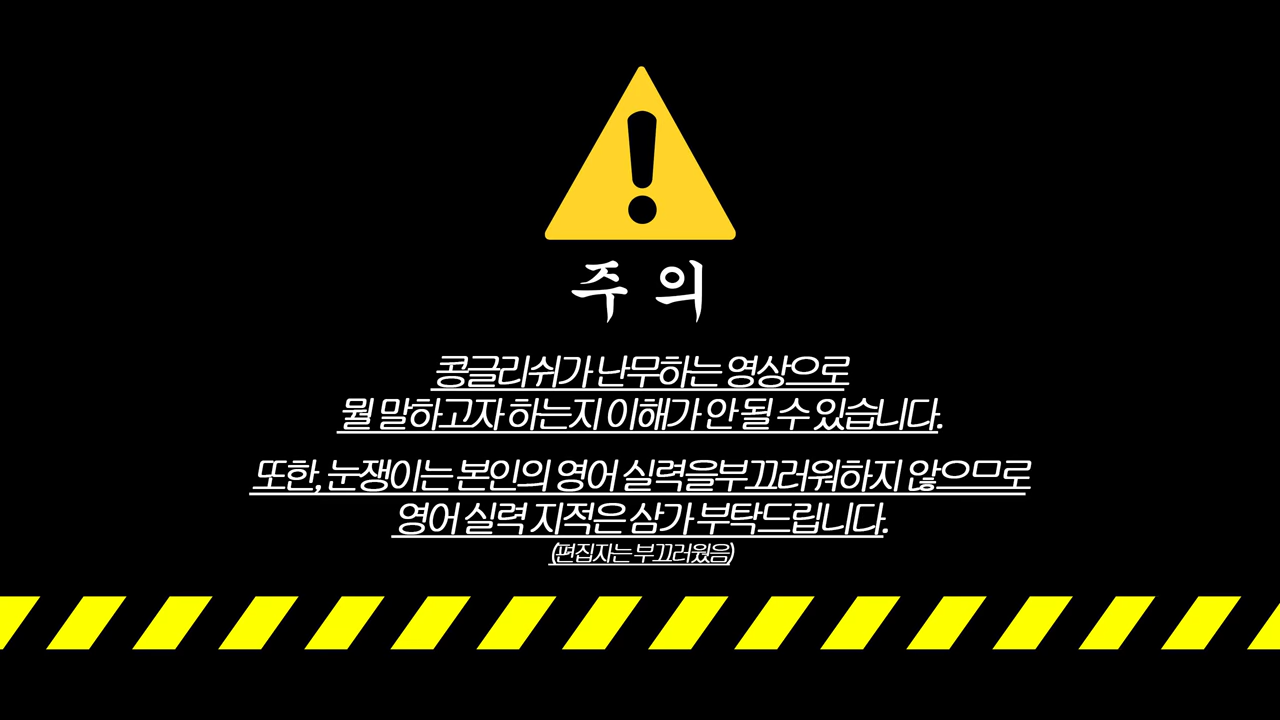 주 의
콩글리쉬가 난무하는 영상으로
뭘 말하고자 하는지 이해가 안 될 수 있습니다.
또한, 눈쟁이는 본인의 영어 실력을부끄러워하지 않으므로
영어 실력 지적은 삼가 부탁드립니다.
(편집자는 부끄러웠음)